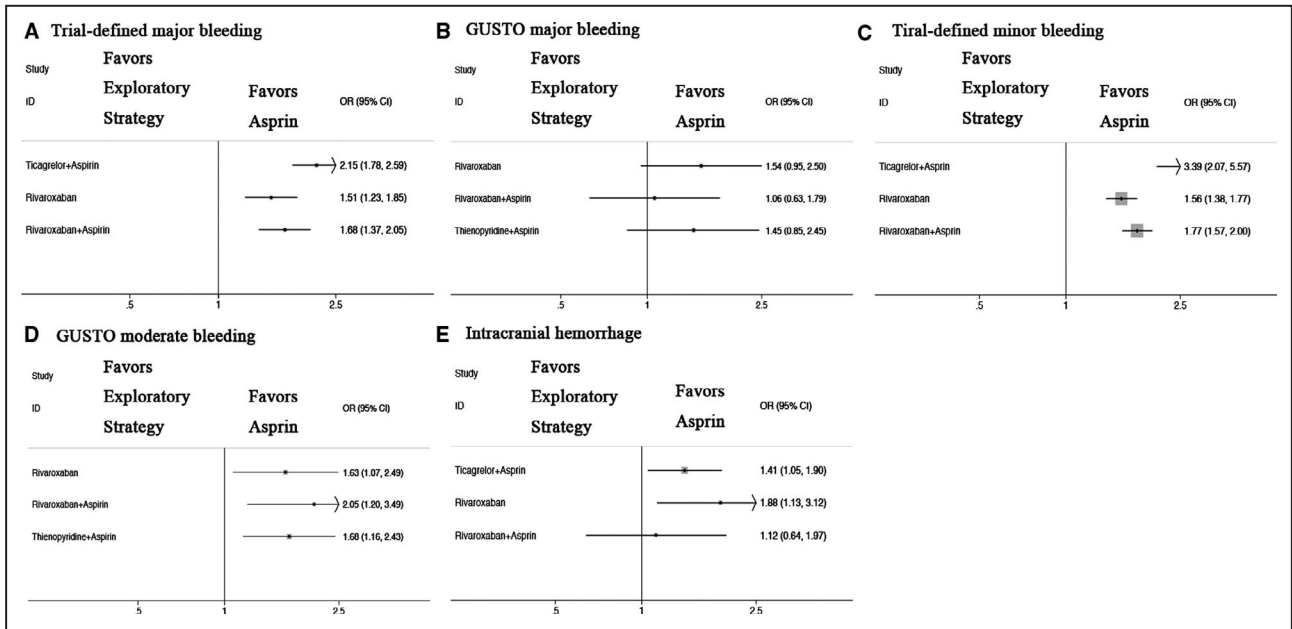 A Trial-defined major bleeding
Study
ID
Favors
Exploratory
Strategy
Favors
Asprin
OR (95% CI)
Ticagrelor+Aspirin 2.15 (1.78, 2.59)
Rivaroxaban 1.51 (1.23, 1.85)
Rivaroxaban+Aspirin 1.68 (1.37, 2.05)
.5 1 2.5
B GUSTO major bleeding
Study
ID
Favors
Exploratory
Strategy
Favors
Asprin
OR (95% CI)
Rivaroxaban 1.54 (0.95, 2.50)
Rivaroxaban+Aspirin 1.06 (0.63, 1.79)
Thienopyridine+Aspirin 1.45 (0.85, 2.45)
.5 1 2.5
C Tiral-defined minor bleeding
Study
ID
Favors
Exploratory
Strategy
Favors
Asprin
OR (95% CI)
Ticagrelor+Aspirin 3.39 (2.07, 5.57)
Rivaroxaban 1.56 (1.38, 1.77)
Rivaroxaban+Asprin 1.77 (1.57, 2.00)
.5 1 2.5
D GUSTO moderate bleeding
Study
ID
Favors
Exploratory
Strategy
Favors
Asprin
OR (95% CI)
Rivaroxaban 1.63 (1.07, 2.49)
Rivaroxaban+Aspirin 2.05 (1.20, 3.49)
Thienopyridine+Aspirin 1.68 (1.16, 2.43)
.5 1 2.5
E Intracranial hemorrhage
Study
ID
Favors
Exploratory
Strategy
Favors
Asprin
OR (95% CI)
Ticagrelor+Asprin 1.41 (1.05, 1.90)
Rivaroxaban 1.88 (1.13, 3.12)
Rivaroxaban+Asprin 1.12 (0.64, 1.97)
.5 1 2.5